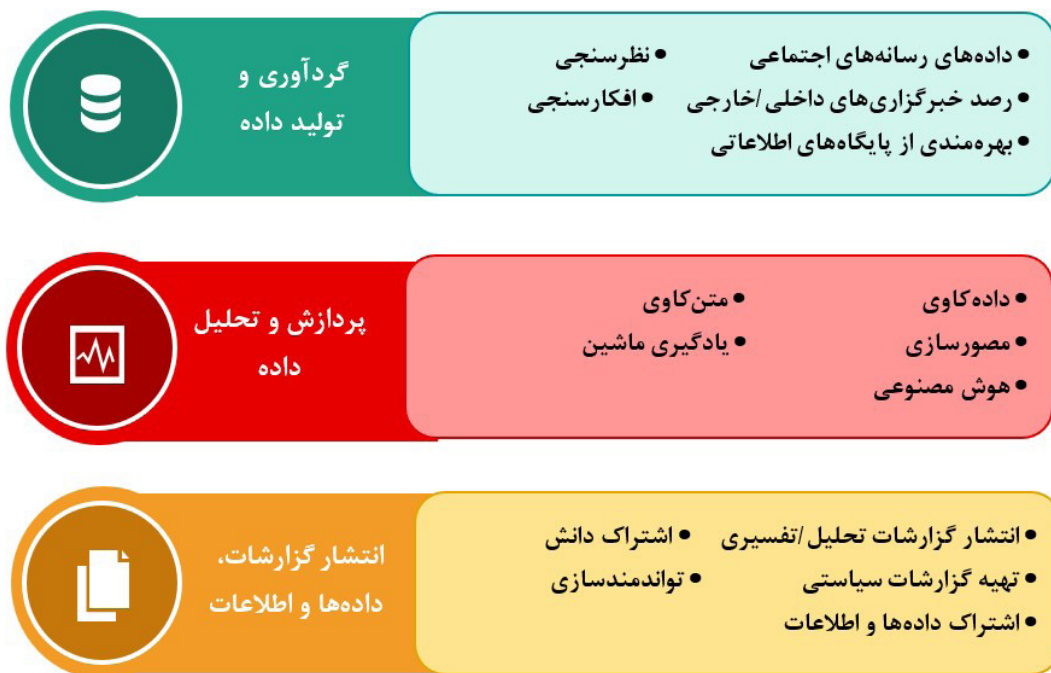 گردآوری و
تولید داده
• داده‌های رسانه‌های اجتماعی • نظرسنجی
• رصد خبرگزاری‌های داخلی/خارجی • افکارسنجی
• بهره‌مندی از پایگاه‌های اطلاعاتی
پردازش و تحلیل
داده
• داده‌کاوی • متن‌کاوی
• مصورسازی • یادگیری ماشین
• هوش مصنوعی
انتشار گزارشات،
داده‌ها و اطلاعات
• انتشار گزارشات تحلیل/تفسیری • اشتراک دانش
• تهیه گزارشات سیاستی • تواندمندسازی
• اشتراک داده‌ها و اطلاعات